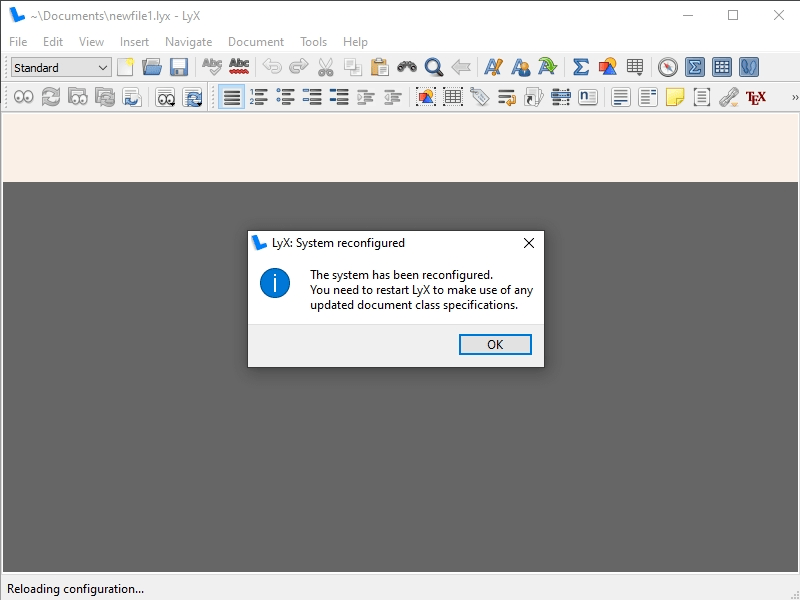 ~\Documents\newfile1.lyx - LyX
File Edit View Insert Navigate Document Tools Help
Standard
Abc Abc
TEX
LyX: System reconfigured
The system has been reconfigured.
You need to restart LyX to make use of any
updated document class specifications.
OK
Reloading configuration...